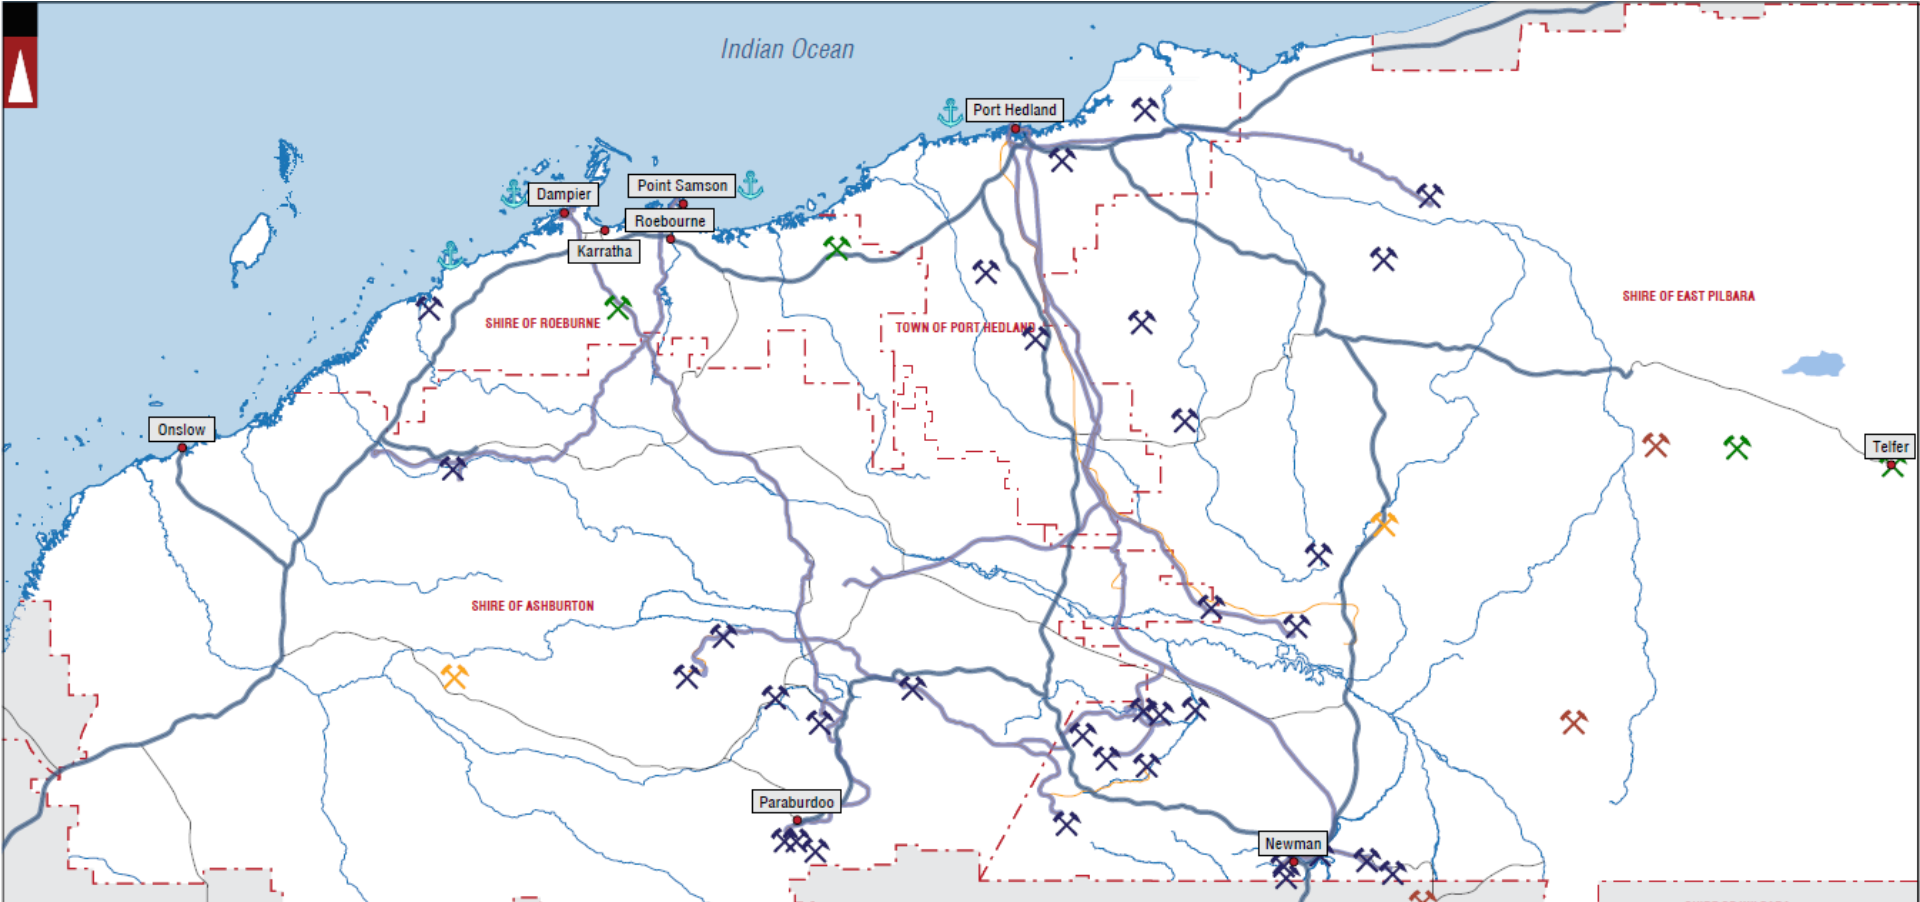 Indian Ocean
Port Hedland
Point Samson
Dampier
Roebourne
Karratha
SHIRE OF EAST PILBARA
SHIRE OF ROEBURNE
TOWN OF PORT HEDLAND
Onslow
Telfer
SHIRE OF ASHBURTON
Paraburdoo
Newman